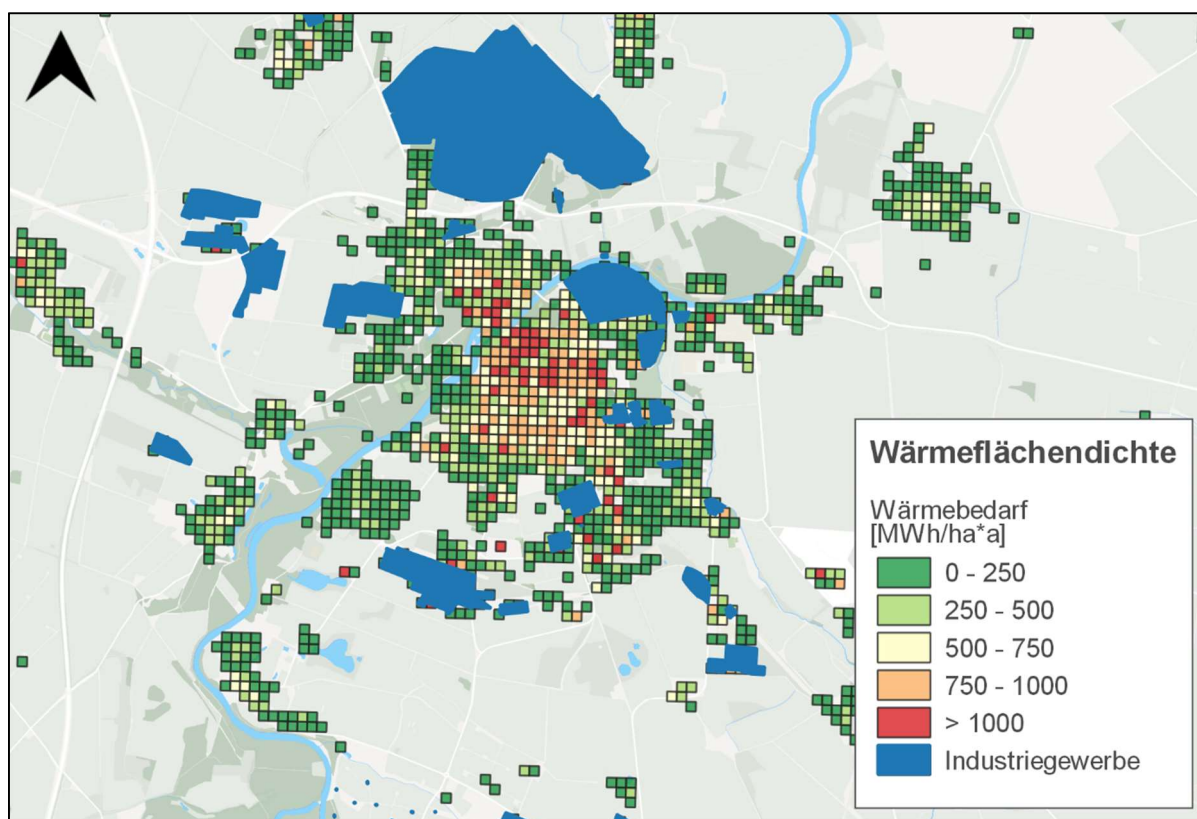 Wärmeflächendichte
Wärmebedarf
[MWh/ha*a]
0 - 250
250 - 500
500 - 750
750 - 1000
> 1000
Industriegewerbe